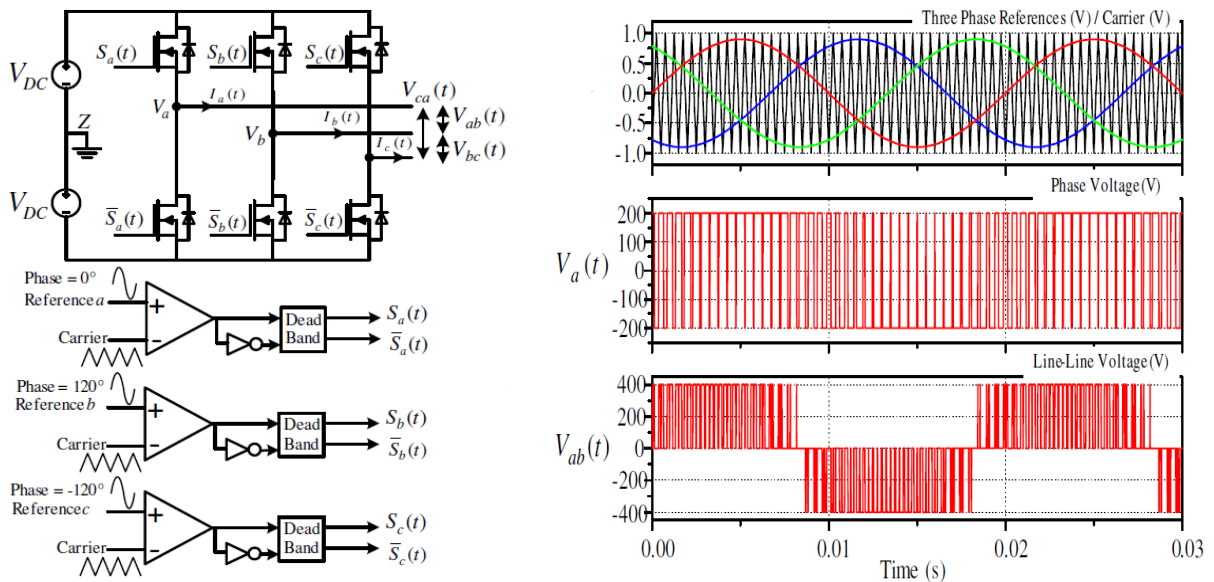 S_a(t)
S_b(t)
S_c(t)
V_DC
V_a
I_a(t)
V_ca(t)
V_ab(t)
Z
V_b
I_b(t)
I_c(t)
V_bc(t)
V_DC
S̅_a(t)
S̅_b(t)
S̅_c(t)
Phase = 0°
Reference a
+
Carrier
-
Dead
Band
S_a(t)
S̅_a(t)
Phase = 120°
Reference b
+
Carrier
-
Dead
Band
S_b(t)
S̅_b(t)
Phase = -120°
Reference c
+
Carrier
-
Dead
Band
S_c(t)
S̅_c(t)
Three Phase References (V) / Carrier (V)
1.0
0.5
0.0
-0.5
-1.0
Phase Voltage (V)
200
100
0
-100
-200
V_a(t)
Line-Line Voltage (V)
400
200
0
-200
-400
V_ab(t)
0.00
0.01
0.02
0.03
Time (s)